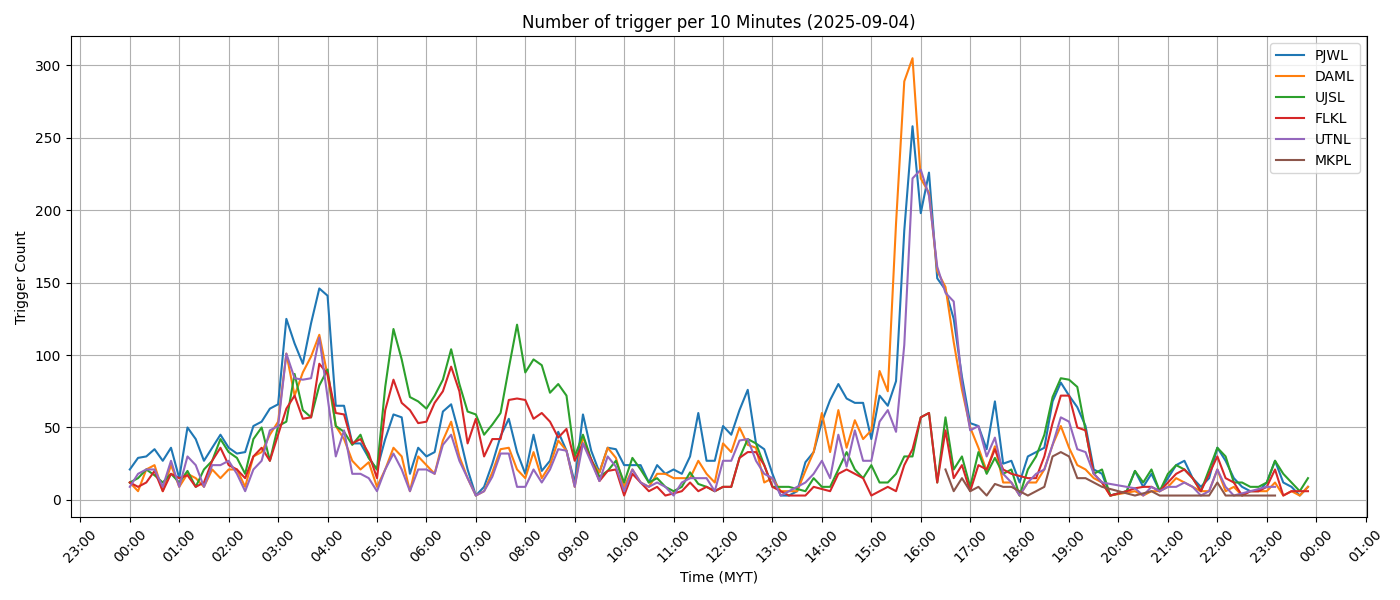 Number of trigger per 10 Minutes (2025-09-04)
Trigger Count
300
250
200
150
100
50
0
PJWL
DAML
UJSL
FLKL
UTNL
MKPL
23:00 00:00 01:00 02:00 03:00 04:00 05:00 06:00 07:00 08:00 09:00 10:00 11:00 12:00 13:00 14:00 15:00 16:00 17:00 18:00 19:00 20:00 21:00 22:00 23:00 00:00 01:00
Time (MYT)